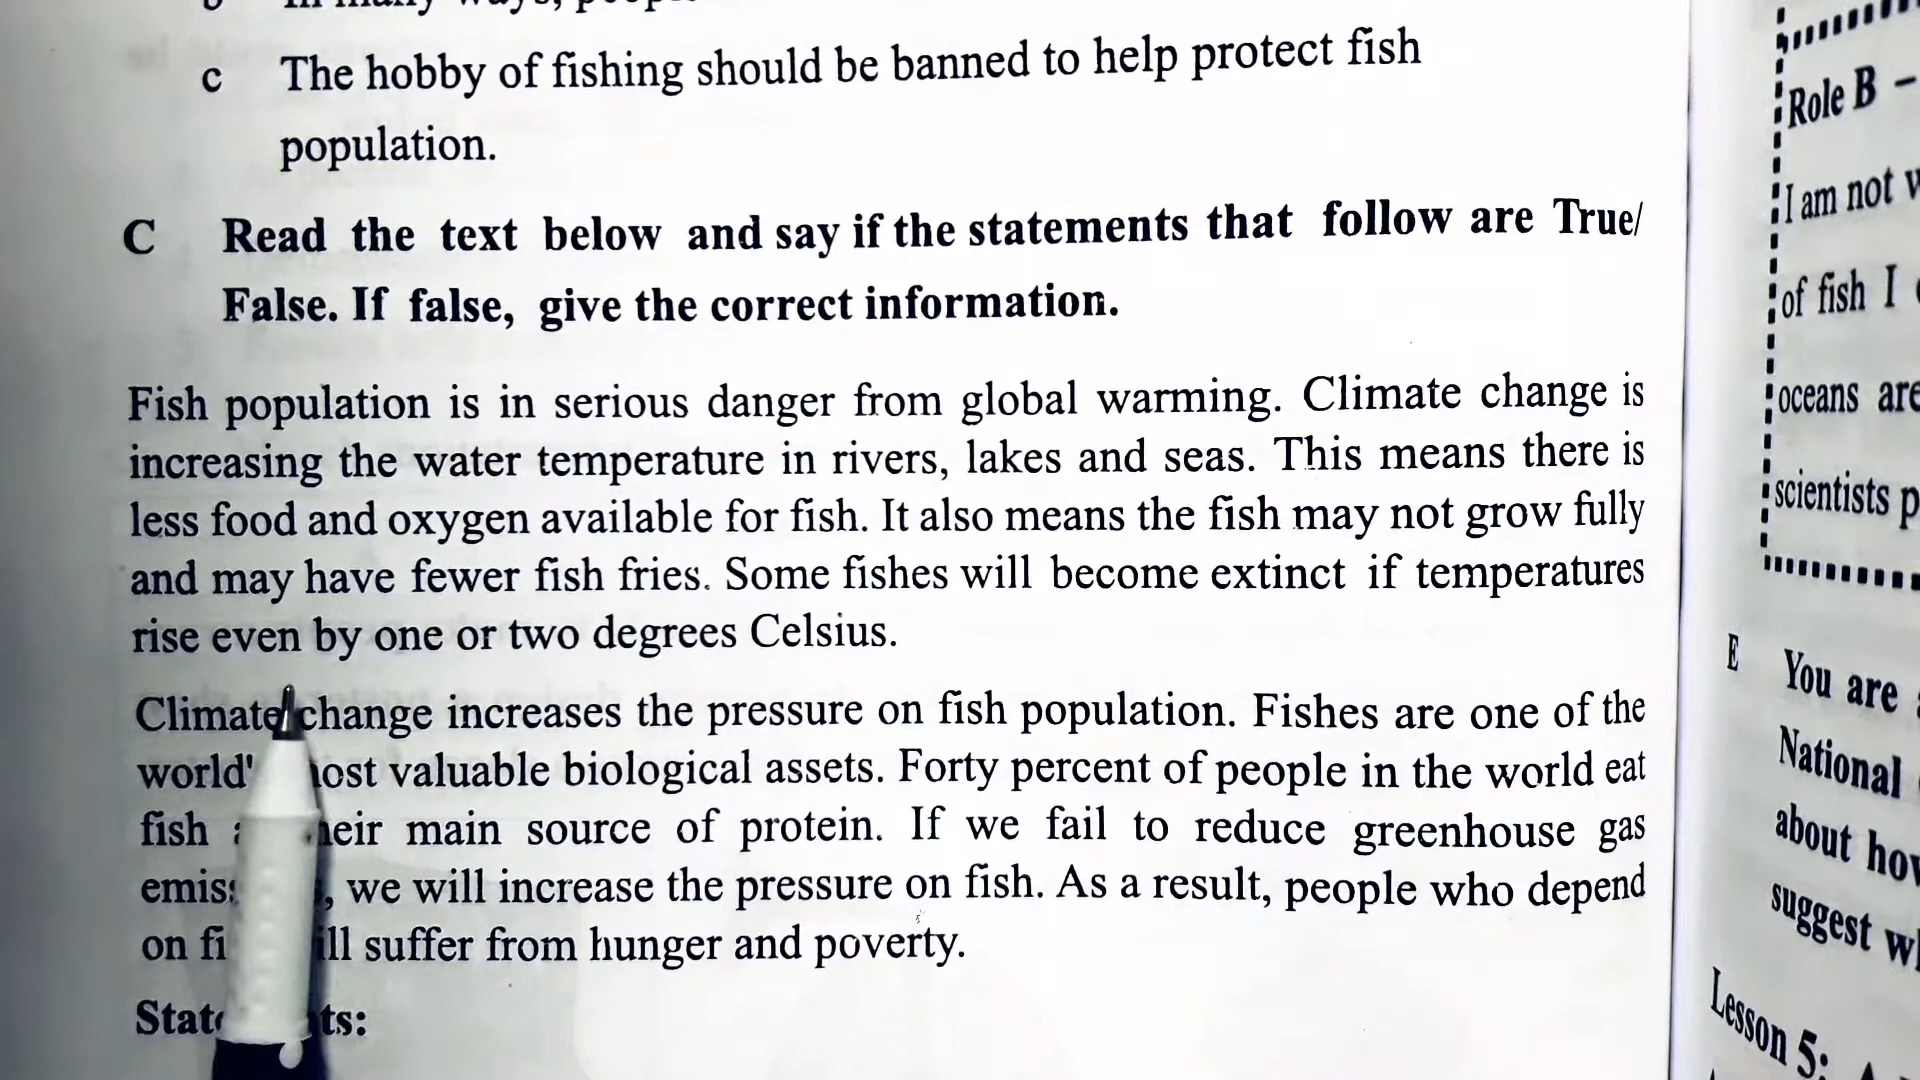 c The hobby of fishing should be banned to help protect fish
population.
C Read the text below and say if the statements that follow are True/
False. If false, give the correct information.
Fish population is in serious danger from global warming. Climate change is
increasing the water temperature in rivers, lakes and seas. This means there is
less food and oxygen available for fish. It also means the fish may not grow fully
and may have fewer fish fries. Some fishes will become extinct if temperatures
rise even by one or two degrees Celsius.
Climate change increases the pressure on fish population. Fishes are one of the
world' valuable biological assets. Forty percent of people in the world eat
fish main source of protein. If we fail to reduce greenhouse gas
we will increase the pressure on fish. As a result, people who depend
on suffer from hunger and poverty.
Role B –
I am not
of fish I
oceans are
scientists
E You are
National
about
suggest
Lesson 5: